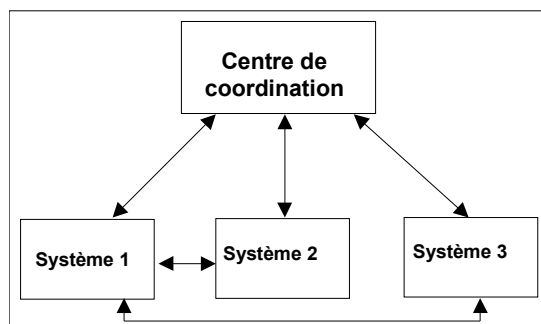 Centre de
coordination
Système 1
Système 2
Système 3